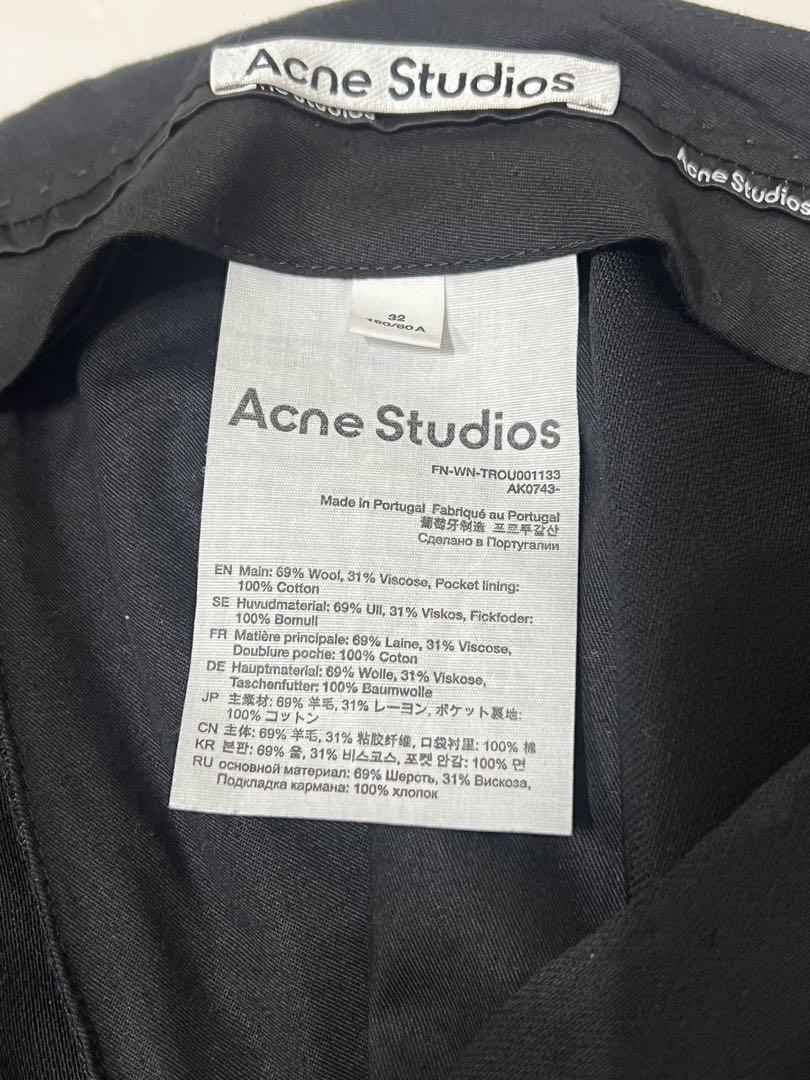 Acne Studios
Acne Studios
32
160/60A
Acne Studios
FN-WN-TROU001133
AK0743-
Made in Portugal Fabriqué au Portugal
葡萄牙制造 포르투갈산
Сделано в Португалии
EN Main: 69% Wool, 31% Viscose, Pocket lining:
100% Cotton
SE Huvudmaterial: 69% Ull, 31% Viskos, Fickfoder:
100% Bomull
FR Matière principale: 69% Laine, 31% Viscose,
Doublure poche: 100% Coton
DE Hauptmaterial: 69% Wolle, 31% Viskose,
Taschenfutter: 100% Baumwolle
JP 主素材: 69% 羊毛, 31% レーヨン, ポケット裏地:
100% コットン
CN 主体: 69% 羊毛, 31% 粘胶纤维, 口袋衬里: 100% 棉
KR 본판: 69% 울, 31% 비스코스, 포켓 안감: 100% 면
RU основной материал: 69% Шерсть, 31% Вискоза,
Подкладка кармана: 100% хлопок